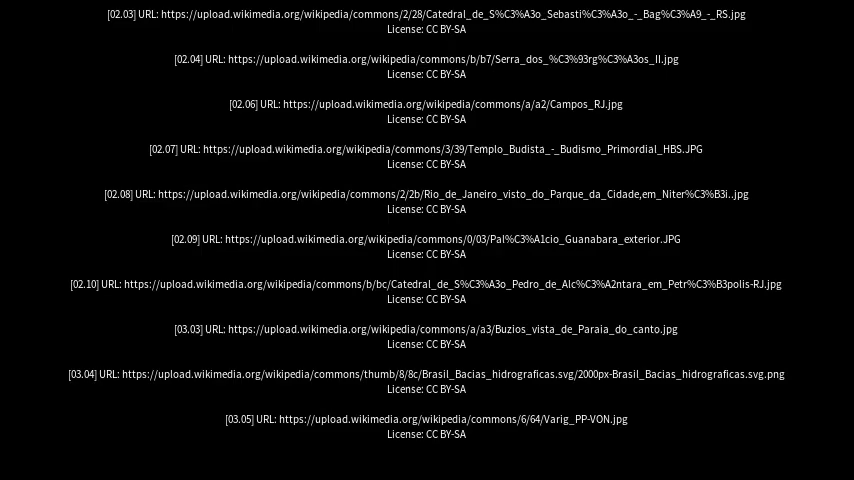 [02.03] URL: https://upload.wikimedia.org/wikipedia/commons/2/28/Catedral_de_S%C3%A3o_Sebasti%C3%A3o_-_Bag%C3%A9_-_RS.jpg
License: CC BY-SA
[02.04] URL: https://upload.wikimedia.org/wikipedia/commons/b/b7/Serra_dos_%C3%93rg%C3%A3os_II.jpg
License: CC BY-SA
[02.06] URL: https://upload.wikimedia.org/wikipedia/commons/a/a2/Campos_RJ.jpg
License: CC BY-SA
[02.07] URL: https://upload.wikimedia.org/wikipedia/commons/3/39/Templo_Budista_-_Budismo_Primordial_HBS.JPG
License: CC BY-SA
[02.08] URL: https://upload.wikimedia.org/wikipedia/commons/2/2b/Rio_de_Janeiro_visto_do_Parque_da_Cidade,em_Niter%C3%B3i..jpg
License: CC BY-SA
[02.09] URL: https://upload.wikimedia.org/wikipedia/commons/0/03/Pal%C3%A1cio_Guanabara_exterior.JPG
License: CC BY-SA
[02.10] URL: https://upload.wikimedia.org/wikipedia/commons/b/bc/Catedral_de_S%C3%A3o_Pedro_de_Alc%C3%A2ntara_em_Petr%C3%B3polis-RJ.jpg
License: CC BY-SA
[03.03] URL: https://upload.wikimedia.org/wikipedia/commons/a/a3/Buzios_vista_de_Paraia_do_canto.jpg
License: CC BY-SA
[03.04] URL: https://upload.wikimedia.org/wikipedia/commons/thumb/8/8c/Brasil_Bacias_hidrograficas.svg/2000px-Brasil_Bacias_hidrograficas.svg.png
License: CC BY-SA
[03.05] URL: https://upload.wikimedia.org/wikipedia/commons/6/64/Varig_PP-VON.jpg
License: CC BY-SA